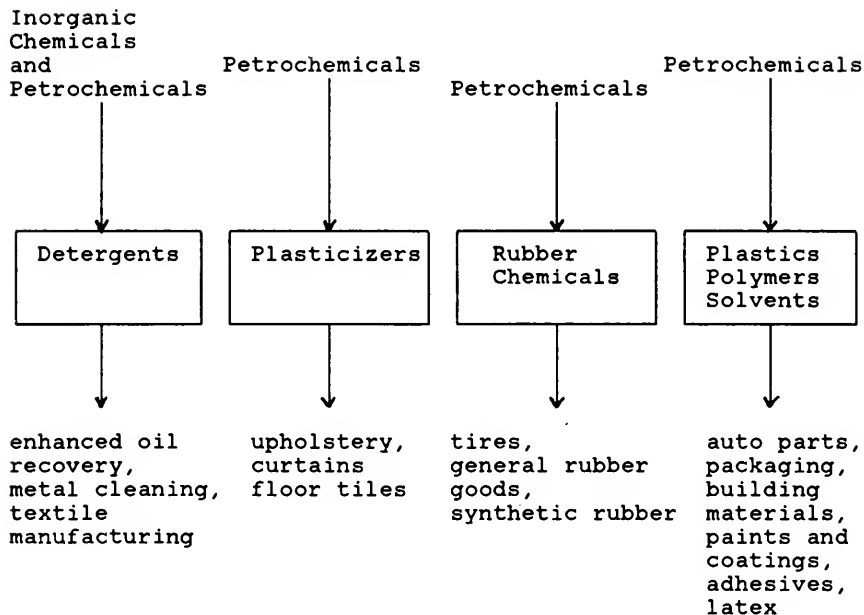 Inorganic
Chemicals
and
Petrochemicals
Petrochemicals
Petrochemicals
Petrochemicals
Detergents
Plasticizers
Rubber
Chemicals
Plastics
Polymers
Solvents
enhanced oil
recovery,
metal cleaning,
textile
manufacturing
upholstery,
curtains
floor tiles
tires,
general rubber
goods,
synthetic rubber
auto parts,
packaging,
building
materials,
paints and
coatings,
adhesives,
latex